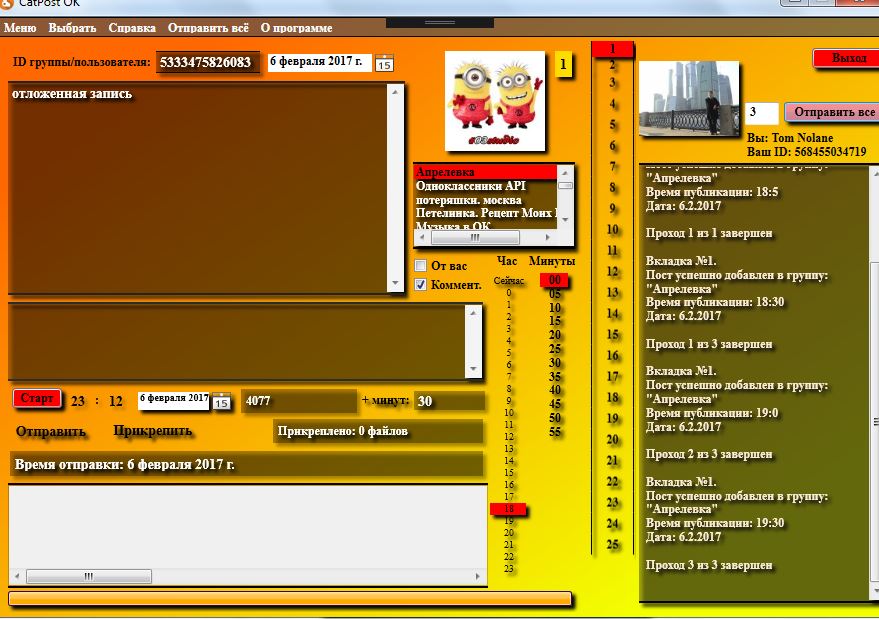 CatPost OK
Меню Выбрать Справка Отправить всё О программе
ID группы/пользователя: 5333475826083 6 февраля 2017 г. 15
отложенная запись
#03studio
1
Апрелевка
Одноклассники API
потеряшки. москва
Петелинка. Рецепт Моих
Музыка в ОК
От вас
Коммент.
Час Минуты
Сейчас 00
0 05
1 10
2 15
3 20
4 25
5 30
6 35
7 40
8 45
9 50
10 55
11
12
13
14
15
16
17
18
19
20
21
22
23
Старт 23 : 12 6 февраля 2017 15 4077 + минут: 30
Отправить Прикрепить Прикреплено: 0 файлов
Время отправки: 6 февраля 2017 г.
1
2
3
4
5
6
7
8
9
10
11
12
13
14
15
16
17
18
19
20
21
22
23
24
25
Выход
3 Отправить все
Вы: Tom Nolane
Ваш ID: 568455034719
Пост успешно добавлен в группу:
"Апрелевка"
Время публикации: 18:5
Дата: 6.2.2017
Проход 1 из 1 завершен
Вкладка №1.
Пост успешно добавлен в группу:
"Апрелевка"
Время публикации: 18:30
Дата: 6.2.2017
Проход 1 из 3 завершен
Вкладка №1.
Пост успешно добавлен в группу:
"Апрелевка"
Время публикации: 19:0
Дата: 6.2.2017
Проход 2 из 3 завершен
Вкладка №1.
Пост успешно добавлен в группу:
"Апрелевка"
Время публикации: 19:30
Дата: 6.2.2017
Проход 3 из 3 завершен